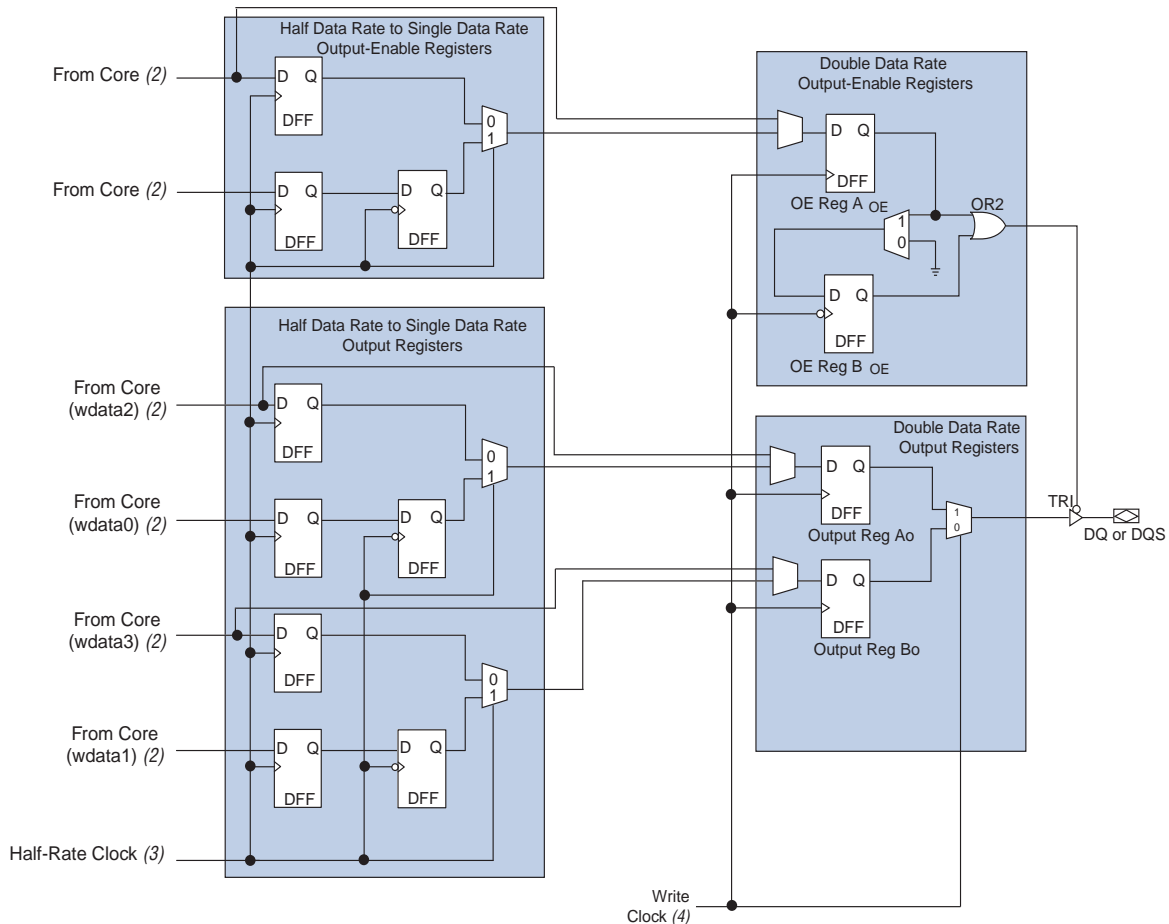 Half Data Rate to Single Data Rate
Output-Enable Registers
From Core (2)
D Q
DFF
0
1
From Core (2)
D Q
DFF
D Q
DFF
Double Data Rate
Output-Enable Registers
D Q
DFF
OE Reg A OE
OR2
1
0
D Q
DFF
OE Reg B OE
Half Data Rate to Single Data Rate
Output Registers
From Core
(wdata2) (2)
D Q
DFF
0
1
From Core
(wdata0) (2)
D Q
DFF
D Q
DFF
From Core
(wdata3) (2)
D Q
DFF
0
1
From Core
(wdata1) (2)
D Q
DFF
D Q
DFF
Half-Rate Clock (3)
Double Data Rate
Output Registers
D Q
DFF
Output Reg Ao
1
0
D Q
DFF
Output Reg Bo
TRI
DQ or DQS
Write
Clock (4)